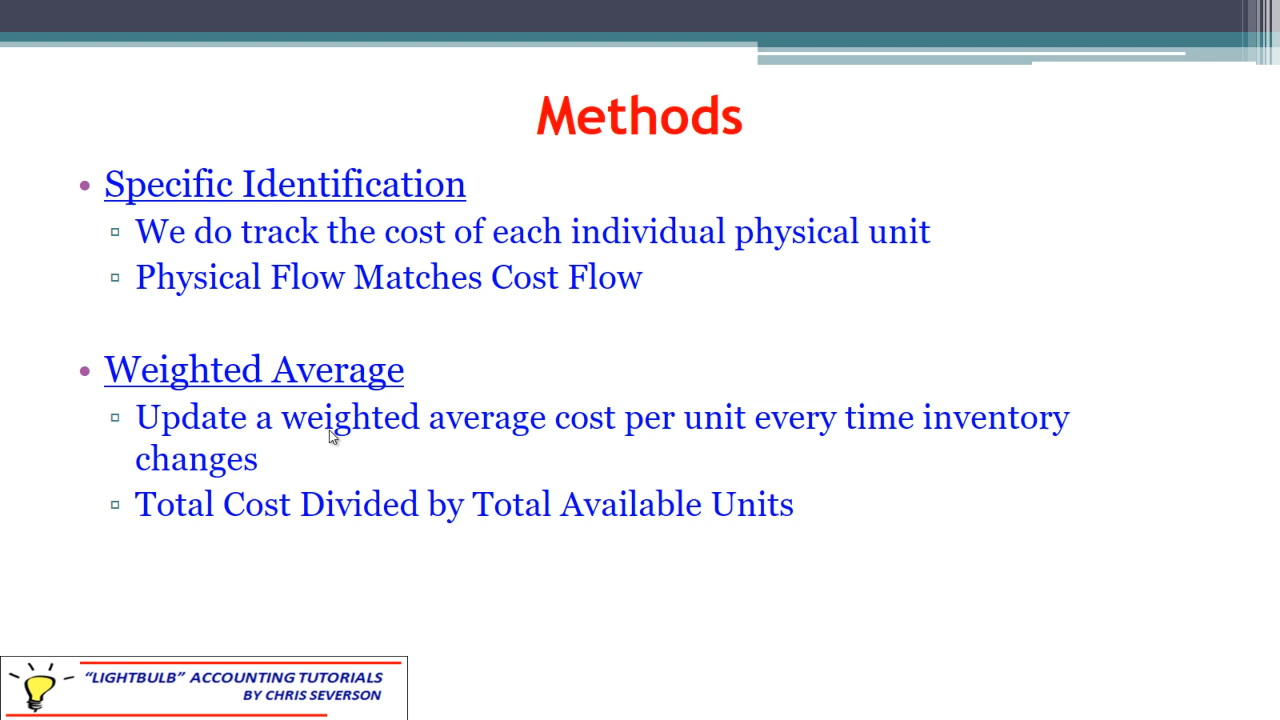 Methods
• Specific Identification
▫ We do track the cost of each individual physical unit
▫ Physical Flow Matches Cost Flow
• Weighted Average
▫ Update a weighted average cost per unit every time inventory
changes
▫ Total Cost Divided by Total Available Units
“LIGHTBULB” ACCOUNTING TUTORIALS
BY CHRIS SEVERSON